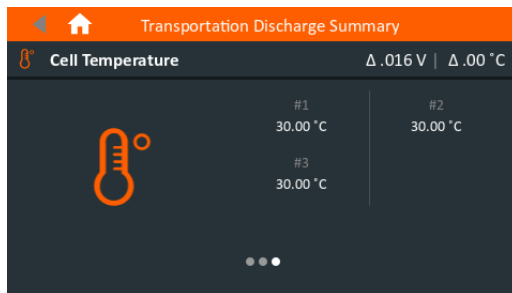 Transportation Discharge Summary
Cell Temperature Δ .016 V | Δ .00 ˚C
#1 #2
30.00 ˚C 30.00 ˚C
#3
30.00 ˚C